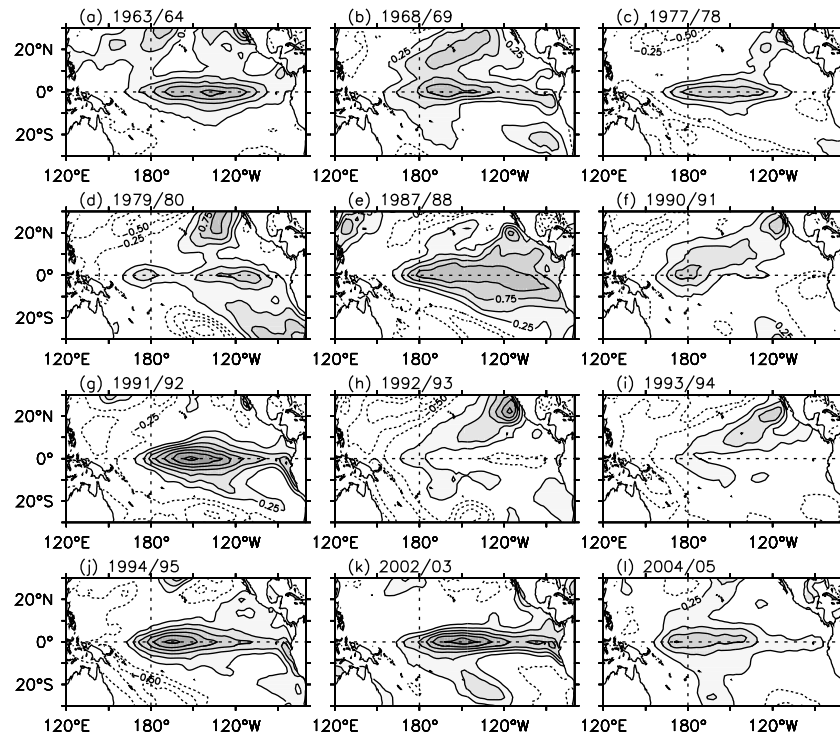 (a) 1963/64 (b) 1968/69 (c) 1977/78
20°N 0.25 0.25 -0.50 -0.25
0°
20°S
120°E 180° 120°W 120°E 180° 120°W 120°E 180° 120°W
(d) 1979/80 (e) 1987/88 (f) 1990/91
20°N -0.50 -0.25 0.75
0° 0.75
20°S -0.25 0.25
120°E 180° 120°W 120°E 180° 120°W 120°E 180° 120°W
(g) 1991/92 (h) 1992/93 (i) 1993/94
20°N -0.25 -0.50
0°
20°S 0.25
120°E 180° 120°W 120°E 180° 120°W 120°E 180° 120°W
(j) 1994/95 (k) 2002/03 (l) 2004/05
20°N 0.25
0°
20°S -0.50
120°E 180° 120°W 120°E 180° 120°W 120°E 180° 120°W